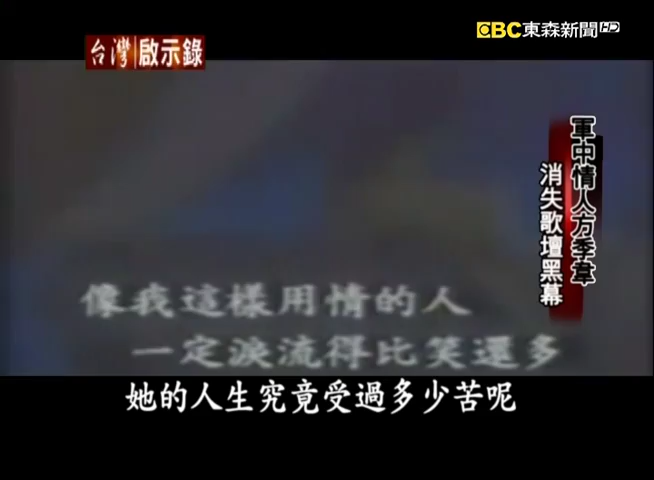 EBC東森新聞HD
台灣啟示錄
軍中情人方季韋
消失歌壇黑幕
像我這樣用情的人
一定淚流得比笑還多
她的人生究竟受過多少苦呢